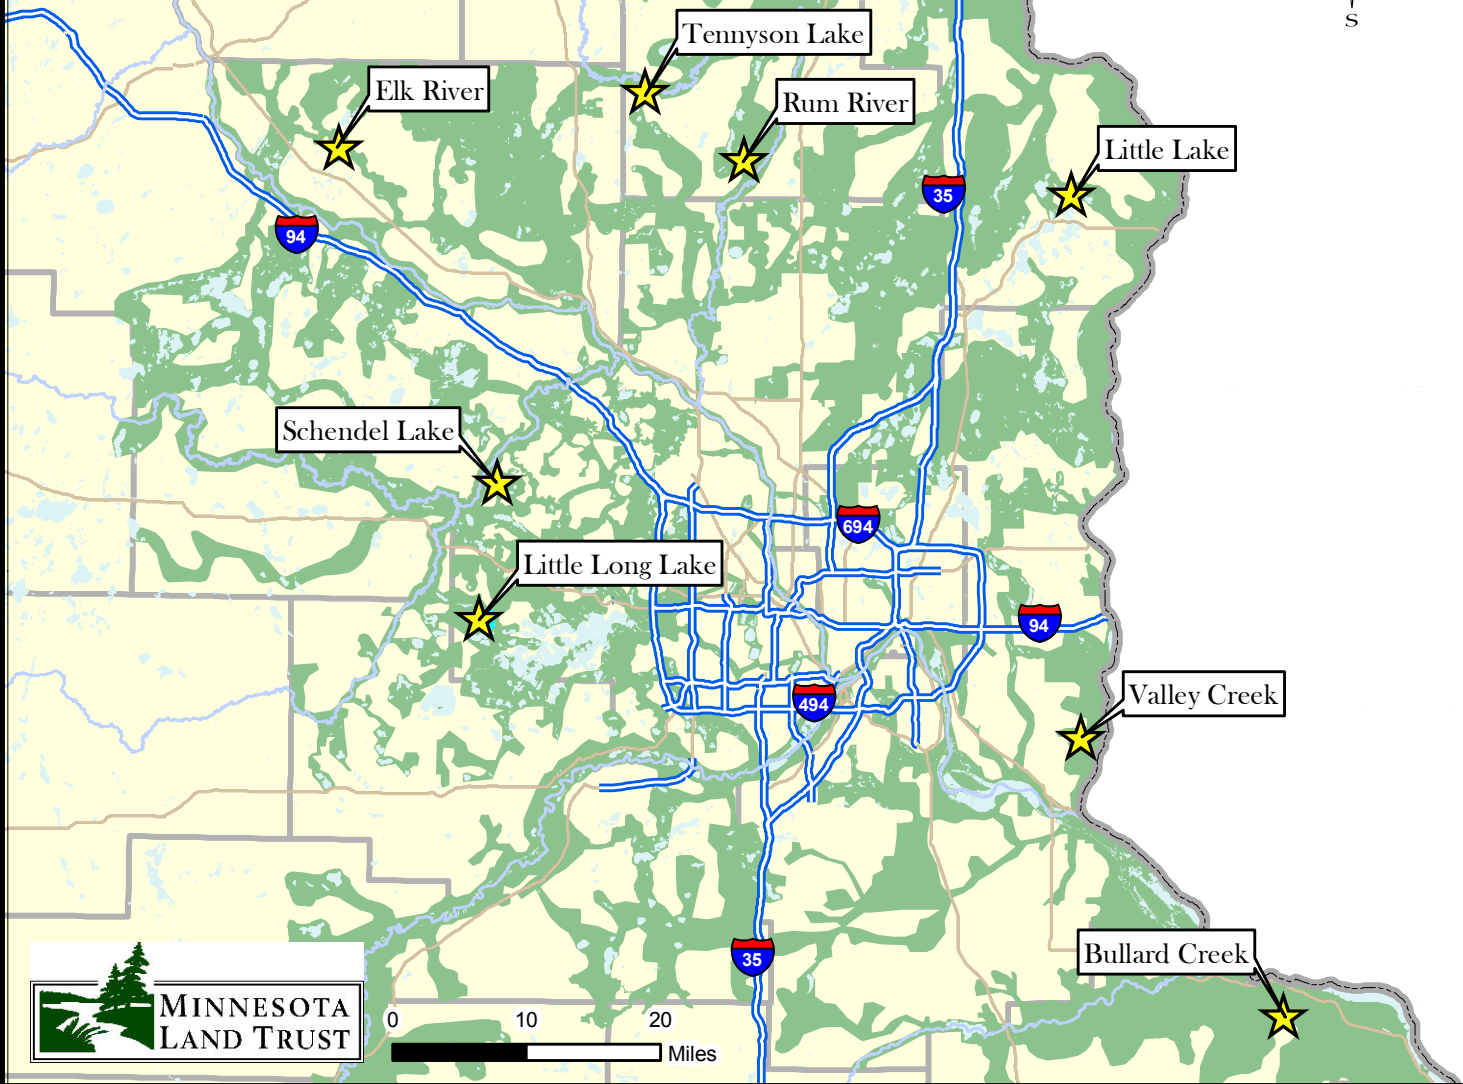 S
Tennyson Lake
Elk River
Rum River
Little Lake
35
94
Schendel Lake
694
Little Long Lake
94
Valley Creek
494
Bullard Creek
35
MINNESOTA
LAND TRUST
0 10 20
Miles